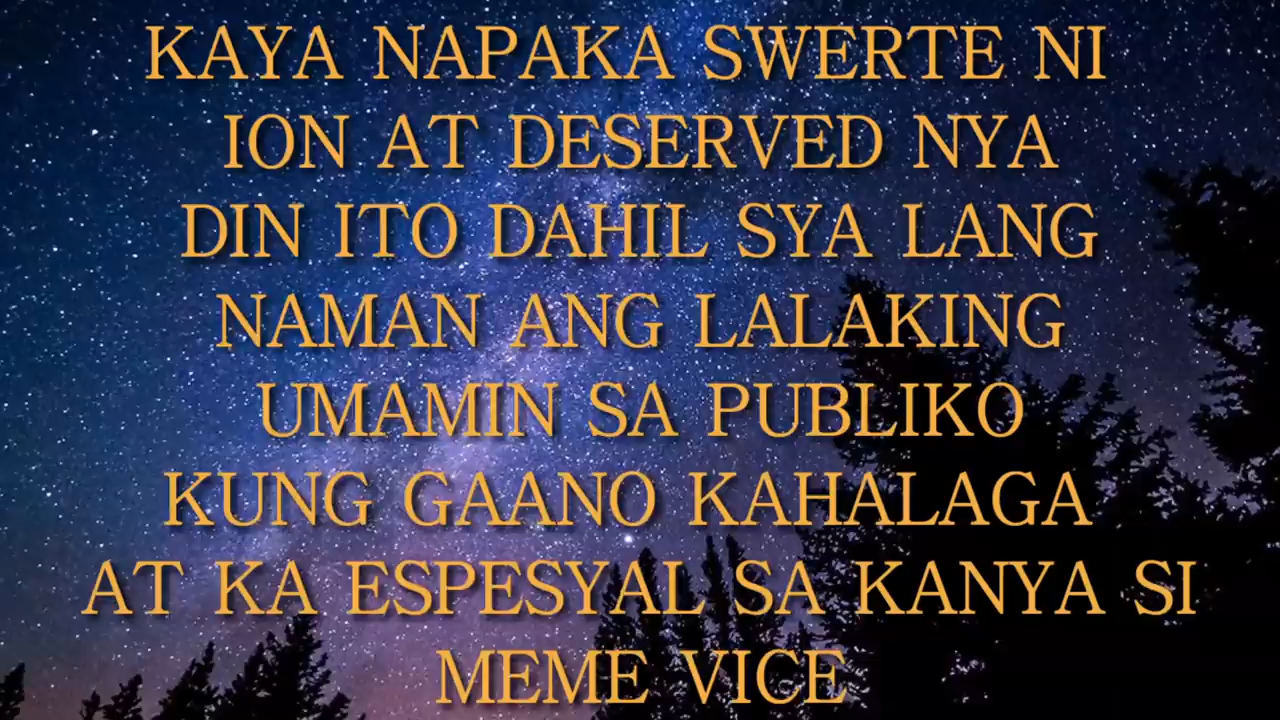 KAYA NAPAKA SWERTE NI
ION AT DESERVED NYA
DIN ITO DAHIL SYA LANG
NAMAN ANG LALAKING
UMAMIN SA PUBLIKO
KUNG GAANO KAHALAGA
AT KA ESPESYAL SA KANYA SI
MEME VICE